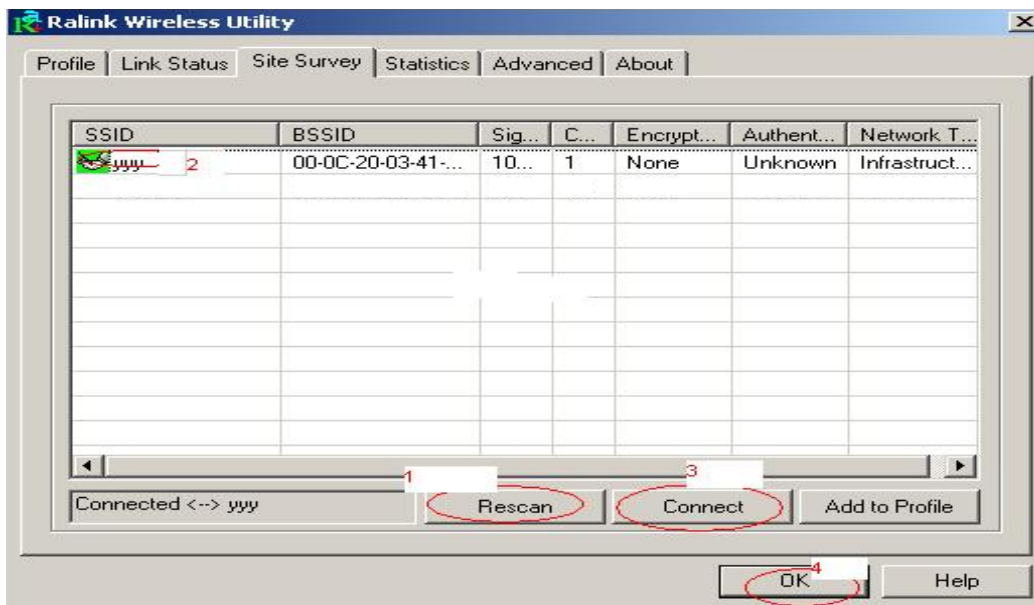 Ralink Wireless Utility
Profile Link Status Site Survey Statistics Advanced About
SSID BSSID Sig... C... Encrypt... Authent... Network T...
yyy 2 00-0C-20-03-41-... 10... 1 None Unknown Infrastruct...
1 3
Connected <--> yyy Rescan Connect Add to Profile
4
OK Help